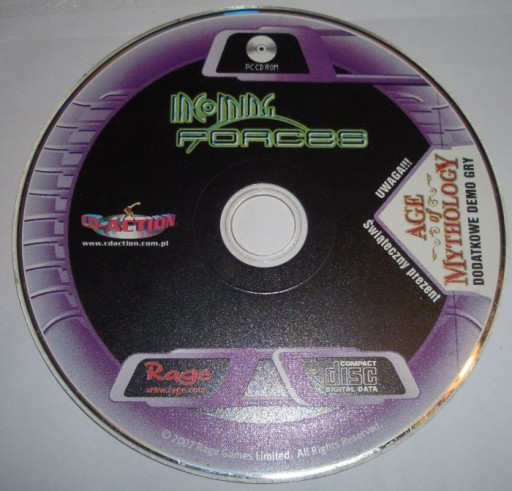 PC CD-ROM
INCOMING
FORCES
UWAGA!!!
AGE
of
MYTHOLOGY
DODATKOWE DEMO GRY
Świąteczny prezent
CD-ACTION
www.cdaction.com.pl
Rage
www.rage.com
COMPACT
disc
DIGITAL DATA
© 2002 Rage Games Limited. All Rights Reserved.